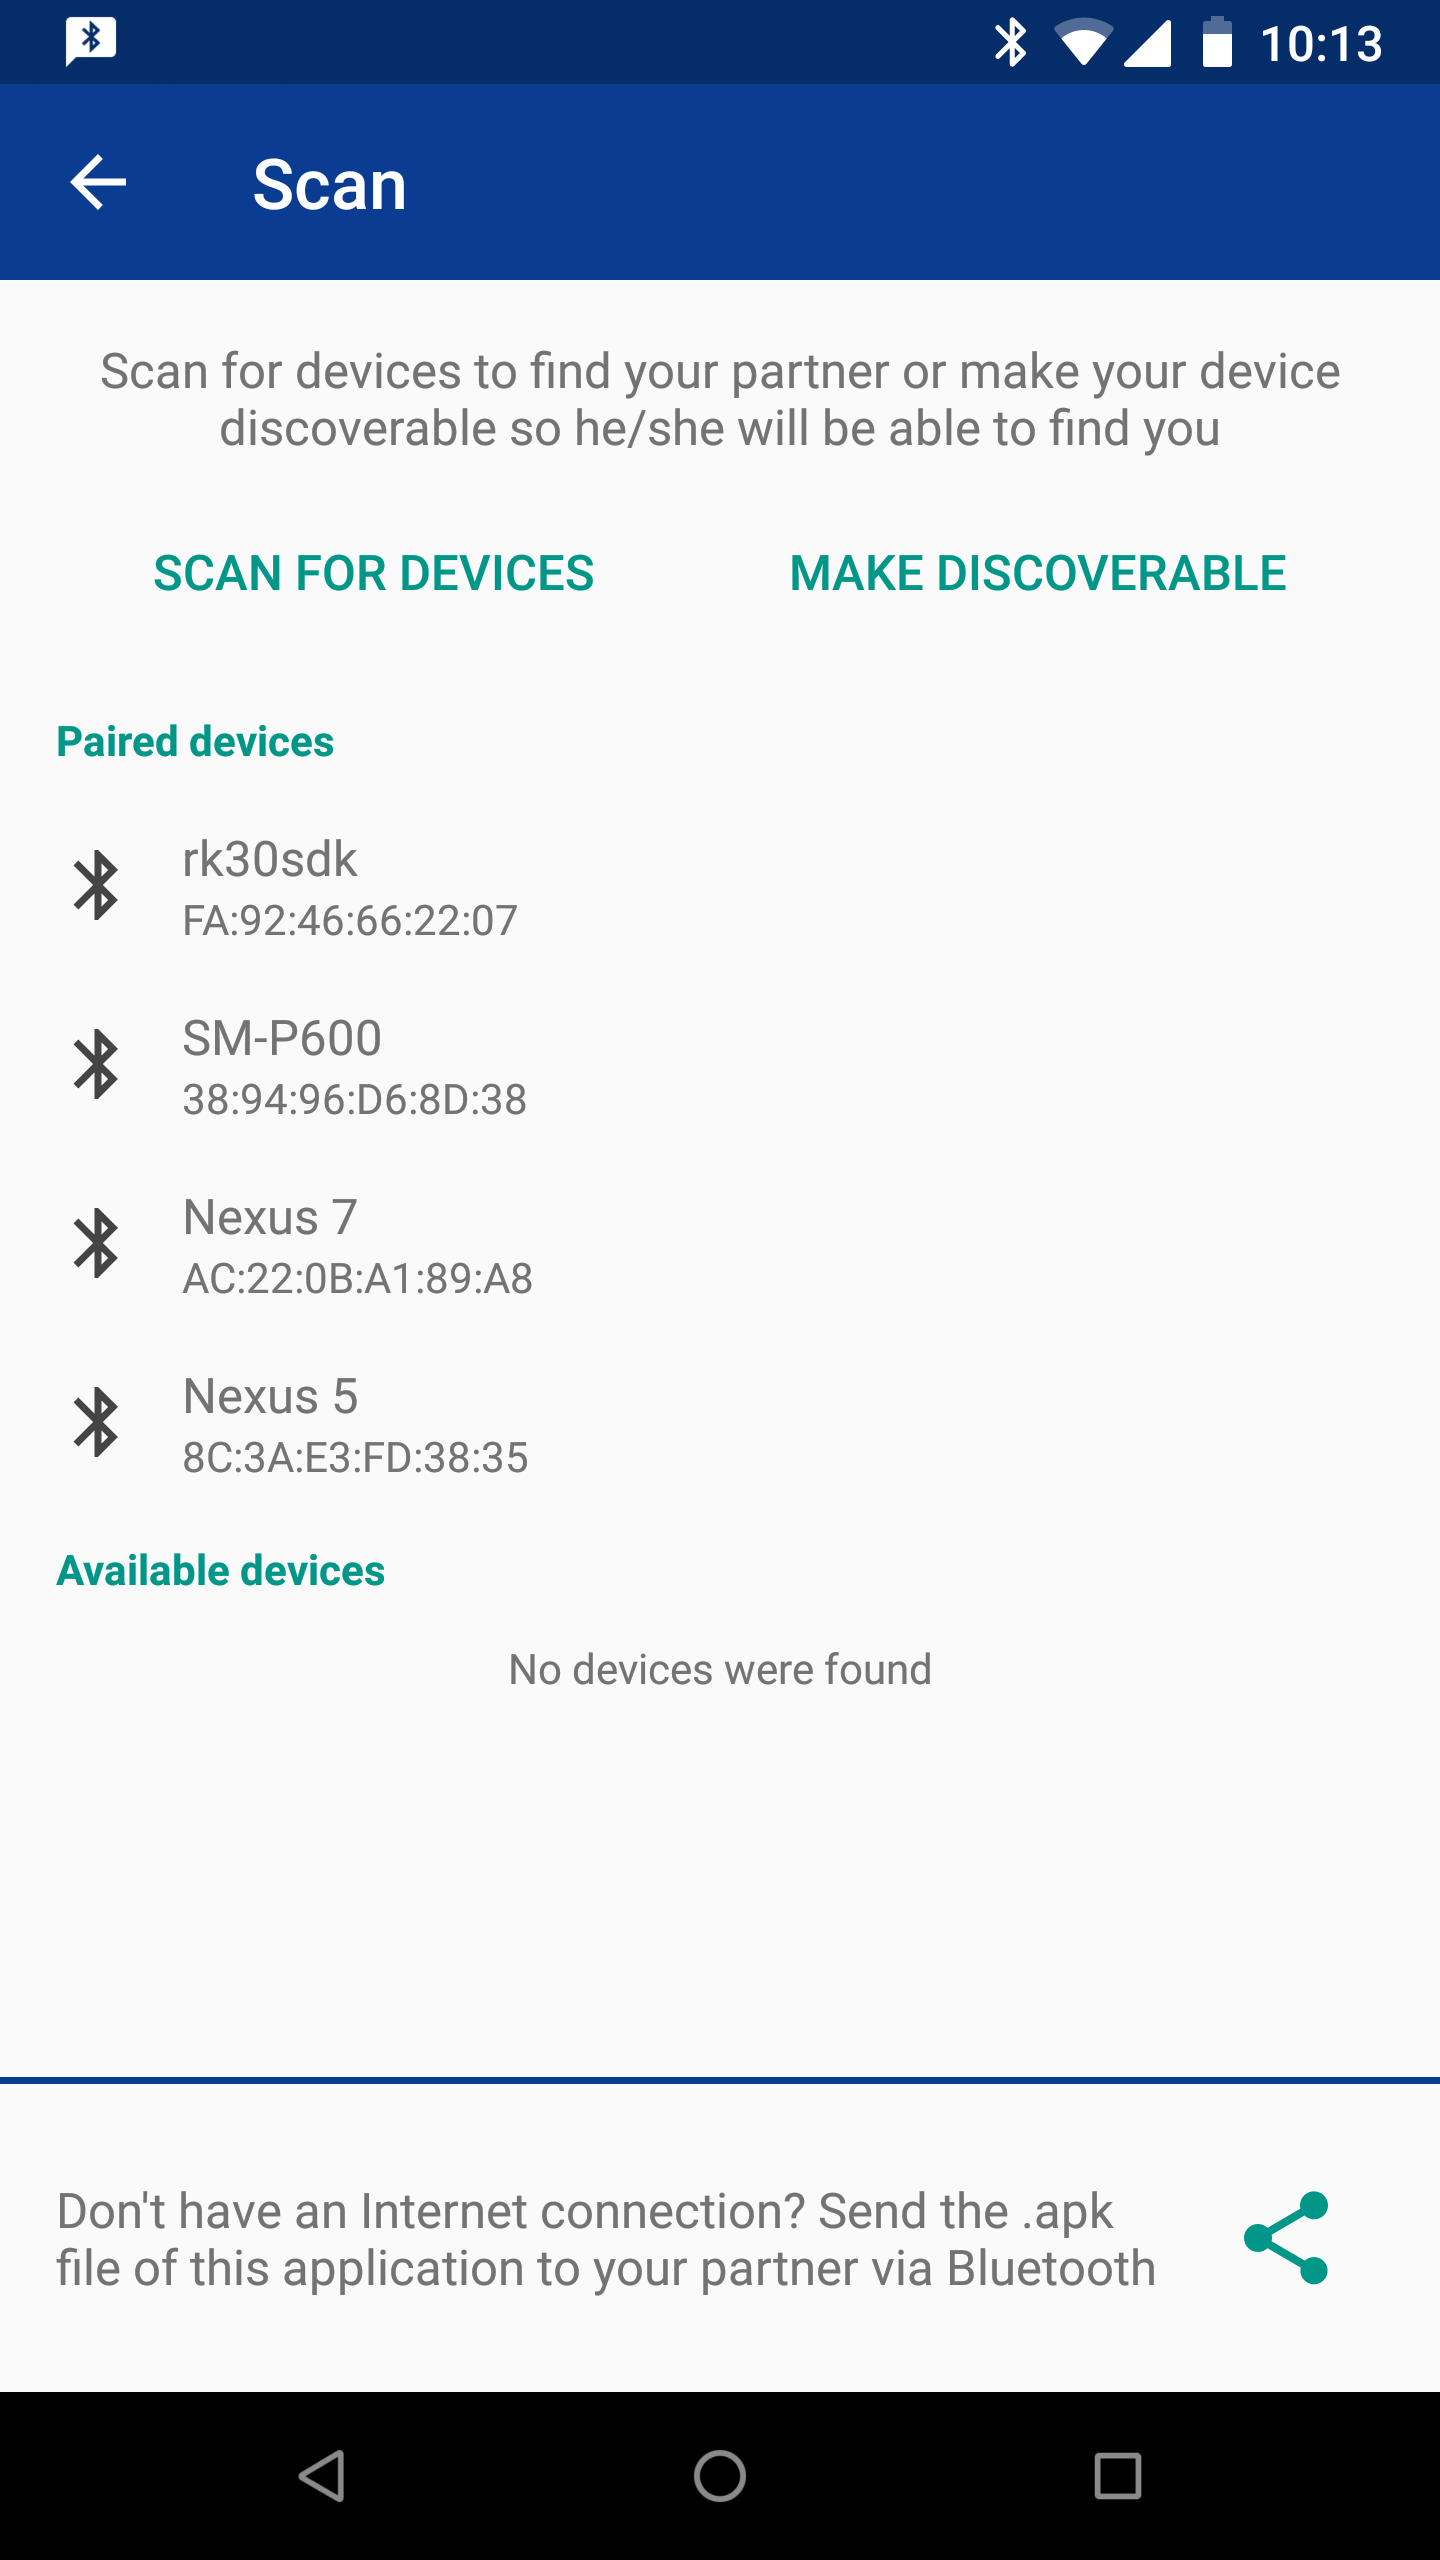 10:13
Scan
Scan for devices to find your partner or make your device
discoverable so he/she will be able to find you
SCAN FOR DEVICES
MAKE DISCOVERABLE
Paired devices
rk30sdk
FA:92:46:66:22:07
SM-P600
38:94:96:D6:8D:38
Nexus 7
AC:22:0B:A1:89:A8
Nexus 5
8C:3A:E3:FD:38:35
Available devices
No devices were found
Don't have an Internet connection? Send the .apk
file of this application to your partner via Bluetooth